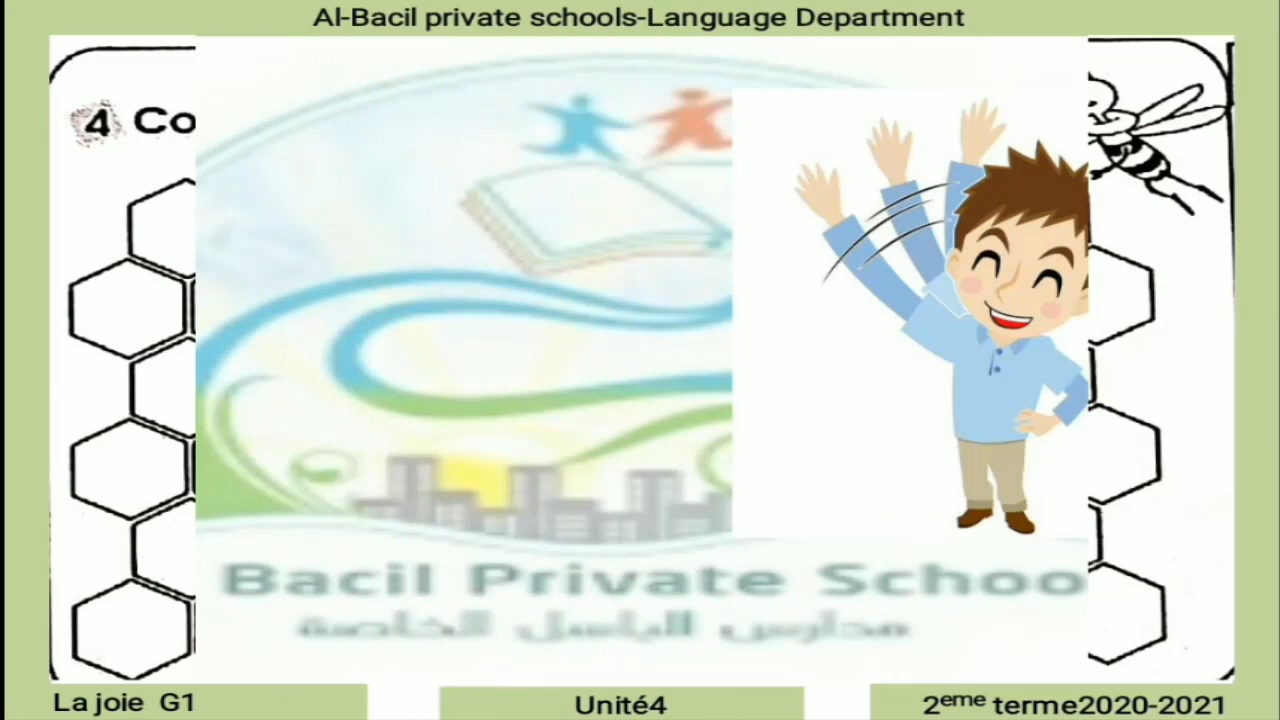 Al-Bacil private schools-Language Department
4 Co
Bacil Private Schoo
مدارس الباسل الخاصة
La joie G1
Unité4
2eme terme2020-2021